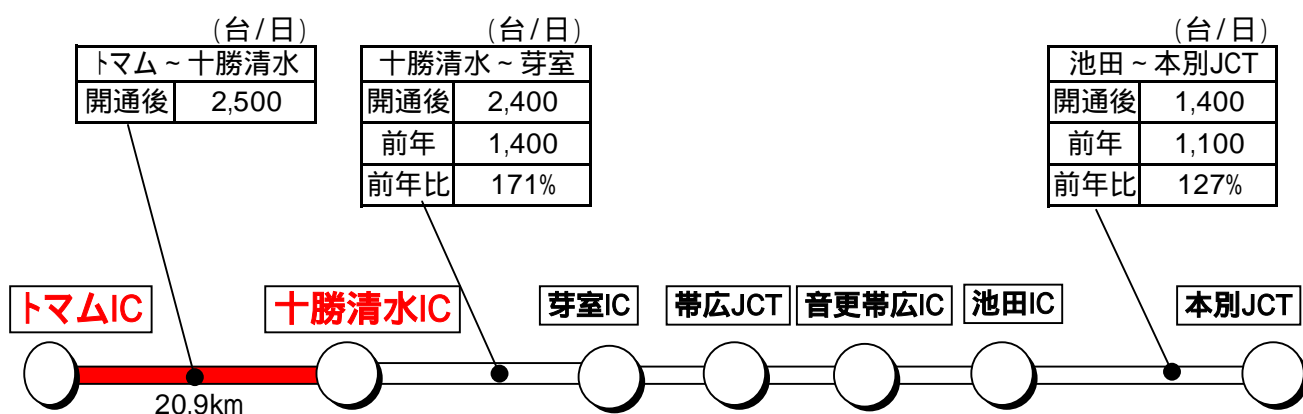 (台/日)
トマム~十勝清水
開通後 2,500
(台/日)
十勝清水~芽室
開通後 2,400
前年 1,400
前年比 171%
(台/日)
池田~本別JCT
開通後 1,400
前年 1,100
前年比 127%
トマムIC
十勝清水IC
芽室IC
帯広JCT
音更帯広IC
池田IC
本別JCT
20.9km